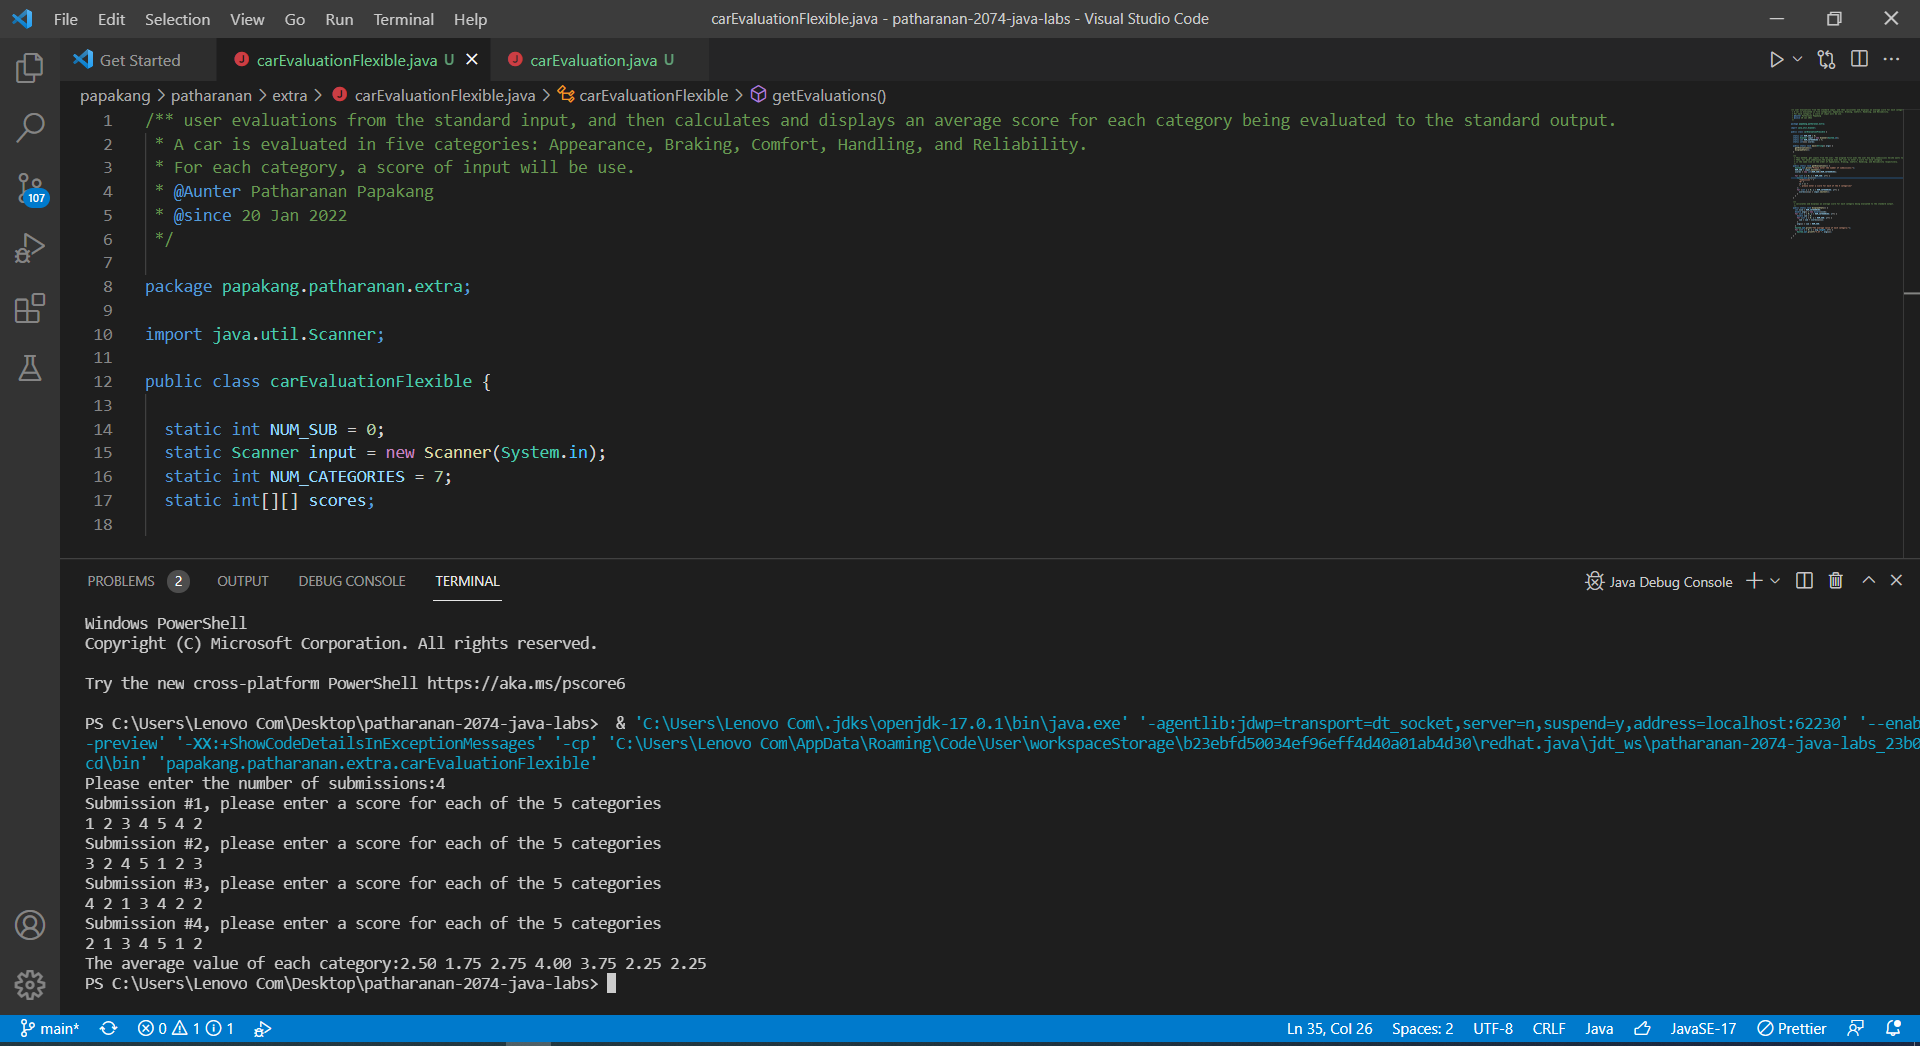 File Edit Selection View Go Run Terminal Help
carEvaluationFlexible.java - patharanan-2074-java-labs - Visual Studio Code
Get Started
carEvaluationFlexible.java U
carEvaluation.java U
papakang > patharanan > extra > carEvaluationFlexible.java > carEvaluationFlexible > getEvaluations()
1 /** user evaluations from the standard input, and then calculates and displays an average score for each category being evaluated to the standard output.
2 * A car is evaluated in five categories: Appearance, Braking, Comfort, Handling, and Reliability.
3 * For each category, a score of input will be use.
4 * @Aunter Patharanan Papakang
5 * @since 20 Jan 2022
6 */
7
8 package papakang.patharanan.extra;
9
10 import java.util.Scanner;
11
12 public class carEvaluationFlexible {
13
14 static int NUM_SUB = 0;
15 static Scanner input = new Scanner(System.in);
16 static int NUM_CATEGORIES = 7;
17 static int[][] scores;
18
107
PROBLEMS 2 OUTPUT DEBUG CONSOLE TERMINAL
Java Debug Console
Windows PowerShell
Copyright (C) Microsoft Corporation. All rights reserved.
Try the new cross-platform PowerShell https://aka.ms/pscore6
PS C:\Users\Lenovo Com\Desktop\patharanan-2074-java-labs>  & 'C:\Users\Lenovo Com\.jdks\openjdk-17.0.1\bin\java.exe' '-agentlib:jdwp=transport=dt_socket,server=n,suspend=y,address=localhost:62230' '--enab
-preview' '-XX:+ShowCodeDetailsInExceptionMessages' '-cp' 'C:\Users\Lenovo Com\AppData\Roaming\Code\User\workspaceStorage\b23ebfd50034ef96eff4d40a01ab4d30\redhat.java\jdt_ws\patharanan-2074-java-labs_23b0
cd\bin' 'papakang.patharanan.extra.carEvaluationFlexible'
Please enter the number of submissions:4
Submission #1, please enter a score for each of the 5 categories
1 2 3 4 5 4 2
Submission #2, please enter a score for each of the 5 categories
3 2 4 5 1 2 3
Submission #3, please enter a score for each of the 5 categories
4 2 1 3 4 2 2
Submission #4, please enter a score for each of the 5 categories
2 1 3 4 5 1 2
The average value of each category:2.50 1.75 2.75 4.00 3.75 2.25 2.25
PS C:\Users\Lenovo Com\Desktop\patharanan-2074-java-labs>
main* 0 1 1 Ln 35, Col 26 Spaces: 2 UTF-8 CRLF Java JavaSE-17 Prettier